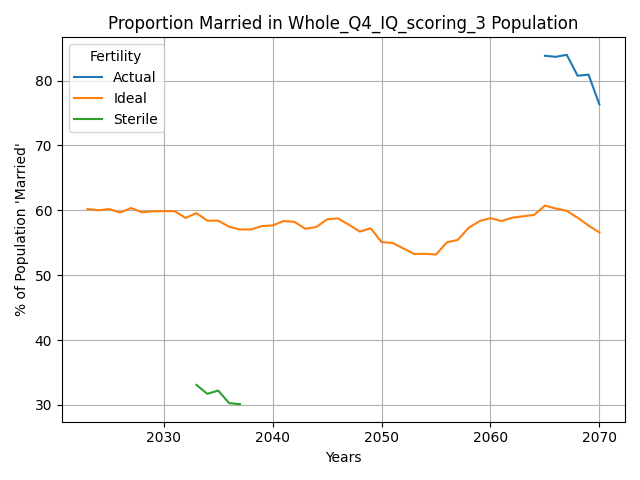 Proportion Married in Whole_Q4_IQ_scoring_3 Population
Fertility
Actual
Ideal
Sterile
% of Population 'Married'
80
70
60
50
40
30
2030
2040
2050
2060
2070
Years